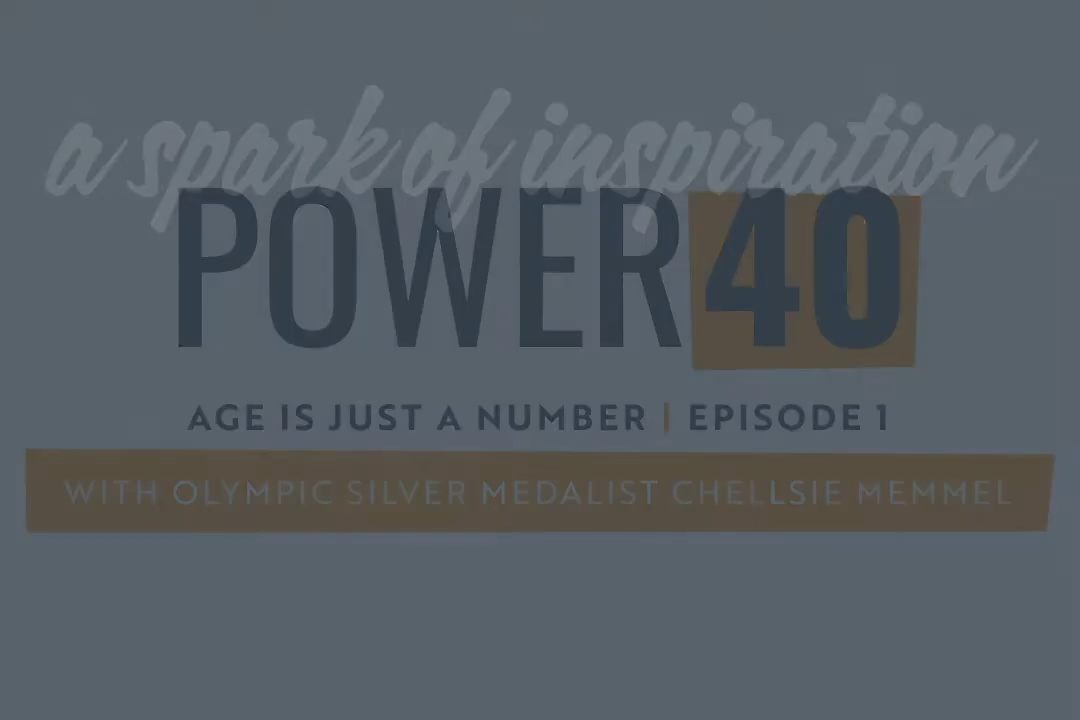 a spark of inspiration
POWER40
AGE IS JUST A NUMBER | EPISODE 1
WITH OLYMPIC SILVER MEDALIST CHELLSIE MEMMEL